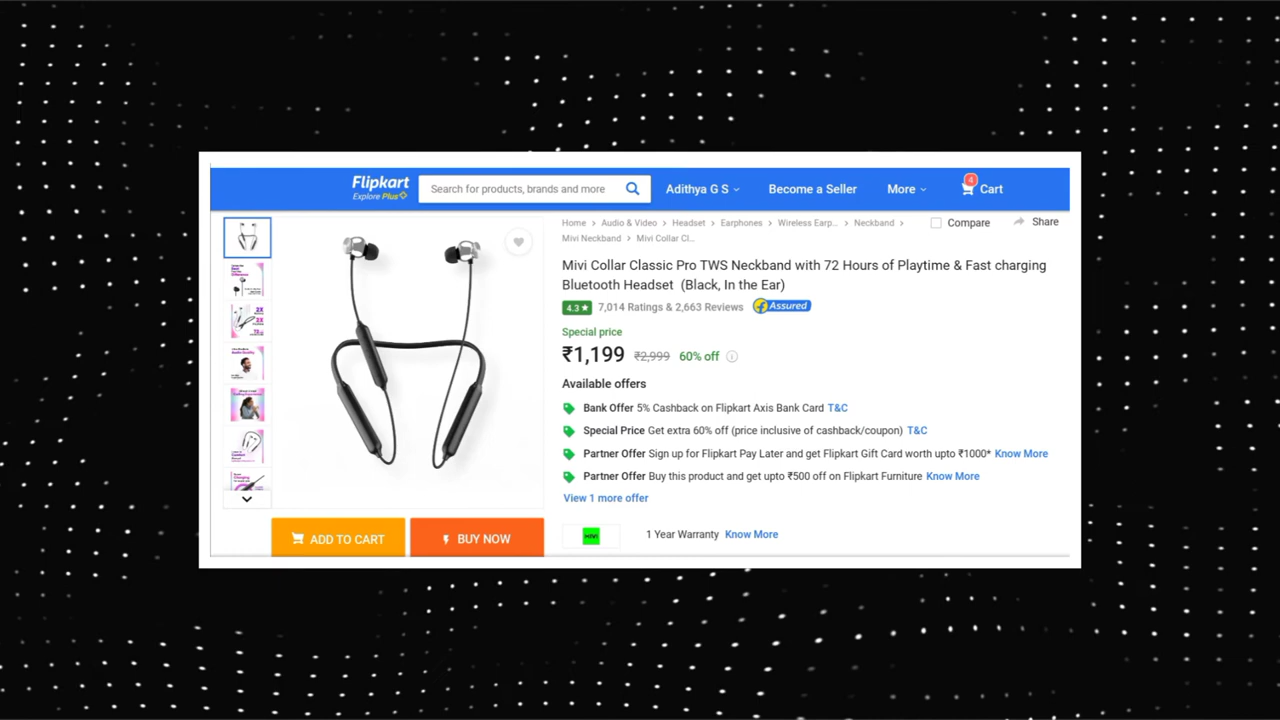 Flipkart
Explore Plus
Search for products, brands and more
Adithya G S
Become a Seller
More
4
Cart
Home > Audio & Video > Headset > Earphones > Wireless Earp... > Neckband >
Mivi Neckband > Mivi Collar Cl...
Compare
Share
Mivi Collar Classic Pro TWS Neckband with 72 Hours of Playtime & Fast charging
Bluetooth Headset (Black, In the Ear)
4.3★ 7,014 Ratings & 2,663 Reviews Assured
Special price
₹1,199 ₹2,999 60% off
Available offers
Bank Offer 5% Cashback on Flipkart Axis Bank Card T&C
Special Price Get extra 60% off (price inclusive of cashback/coupon) T&C
Partner Offer Sign up for Flipkart Pay Later and get Flipkart Gift Card worth upto ₹1000* Know More
Partner Offer Buy this product and get upto ₹500 off on Flipkart Furniture Know More
View 1 more offer
ADD TO CART
BUY NOW
MIVI
1 Year Warranty Know More